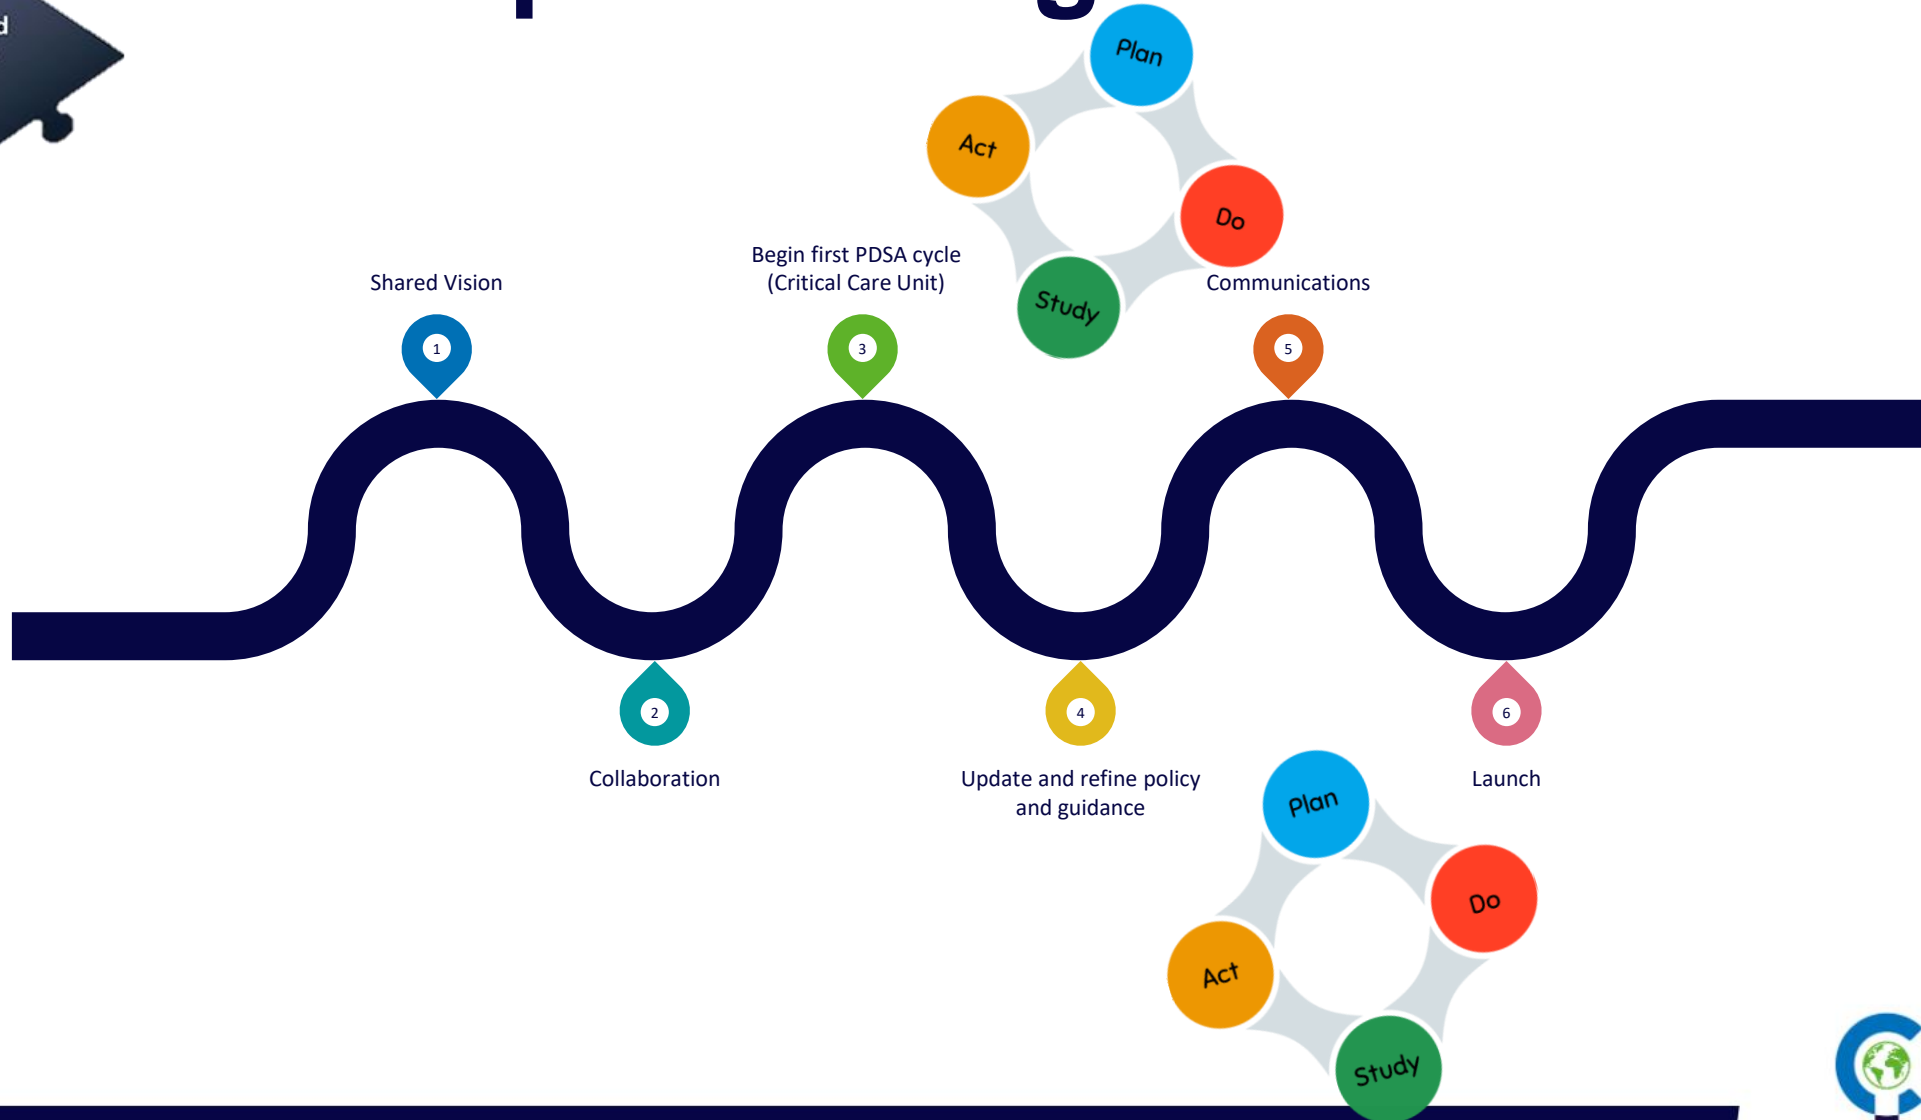 Plan
Act
Do
Study
Shared Vision
1
Begin first PDSA cycle
(Critical Care Unit)
3
Communications
5
2
Collaboration
4
Update and refine policy
and guidance
6
Launch
Plan
Do
Act
Study